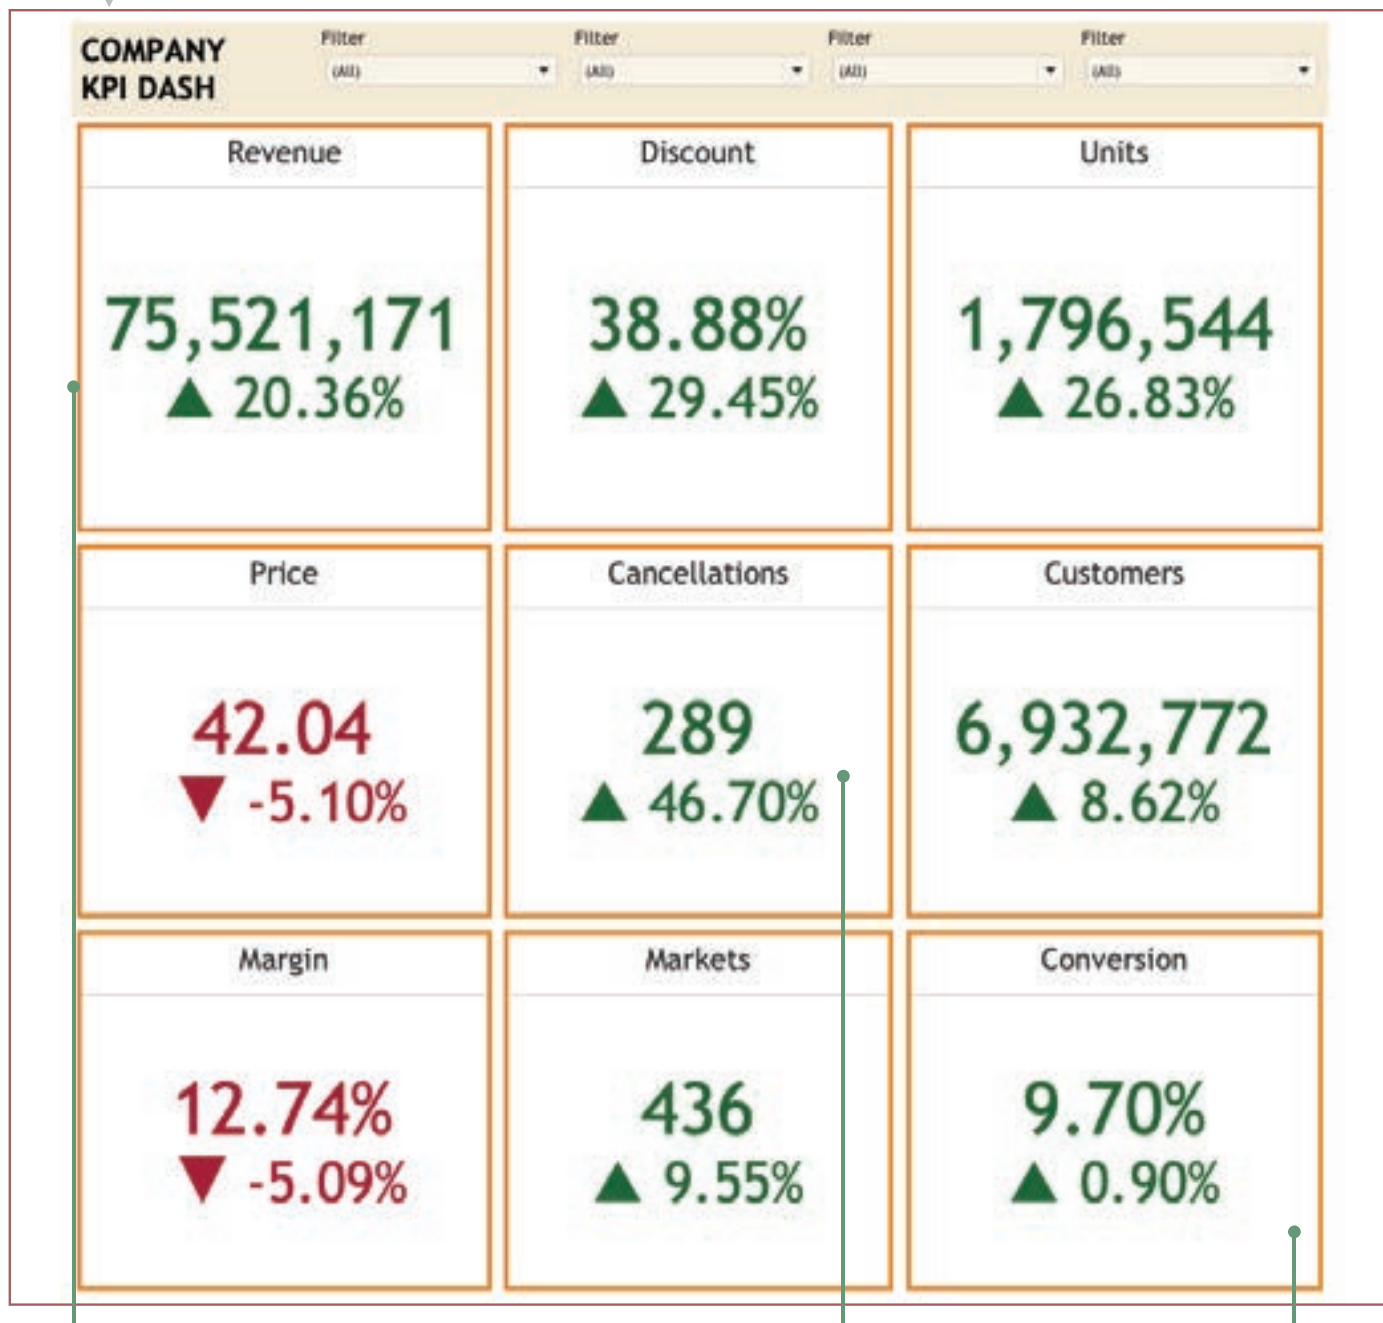 COMPANY
KPI DASH
Filter Filter Filter Filter
(All) (All) (All) (All)
Revenue Discount Units
75,521,171 38.88% 1,796,544
▲ 20.36% ▲ 29.45% ▲ 26.83%
Price Cancellations Customers
42.04 289 6,932,772
▼ -5.10% ▲ 46.70% ▲ 8.62%
Margin Markets Conversion
12.74% 436 9.70%
▼ -5.09% ▲ 9.55% ▲ 0.90%